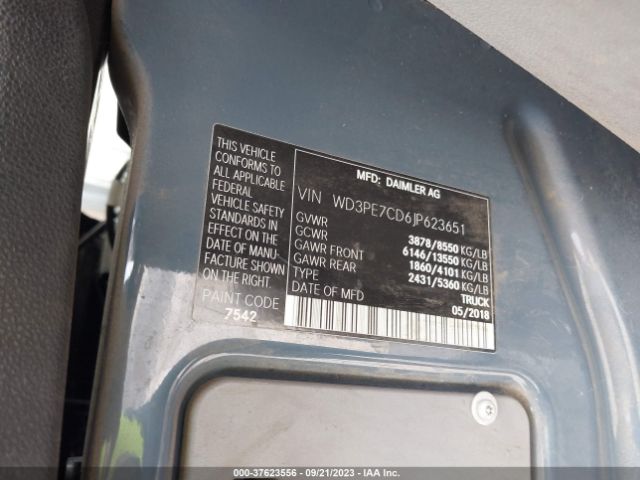 THIS VEHICLE
CONFORMS TO
ALL APPLICABLE
FEDERAL
VEHICLE SAFETY
STANDARDS IN
EFFECT ON THE
DATE OF MANU-
FACTURE SHOWN
ON THE RIGHT.
PAINT CODE
7542
MFD: DAIMLER AG
VIN WD3PE7CD6JP623651
GVWR 3878/8550 KG/LB
GCWR 6146/13550 KG/LB
GAWR FRONT 1860/4101 KG/LB
GAWR REAR 2431/5360 KG/LB
TYPE TRUCK
DATE OF MFD 05/2018
000-37623556 - 09/21/2023 - IAA Inc.